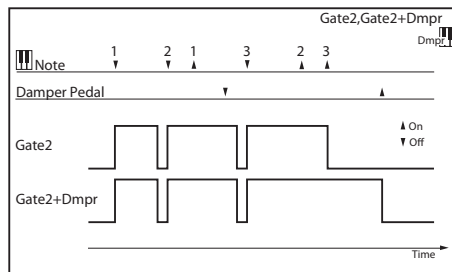 Gate2,Gate2+Dmpr
Dmpr
1 2 1 3 2 3
Note
Damper Pedal
On
Off
Gate2
Gate2+Dmpr
Time